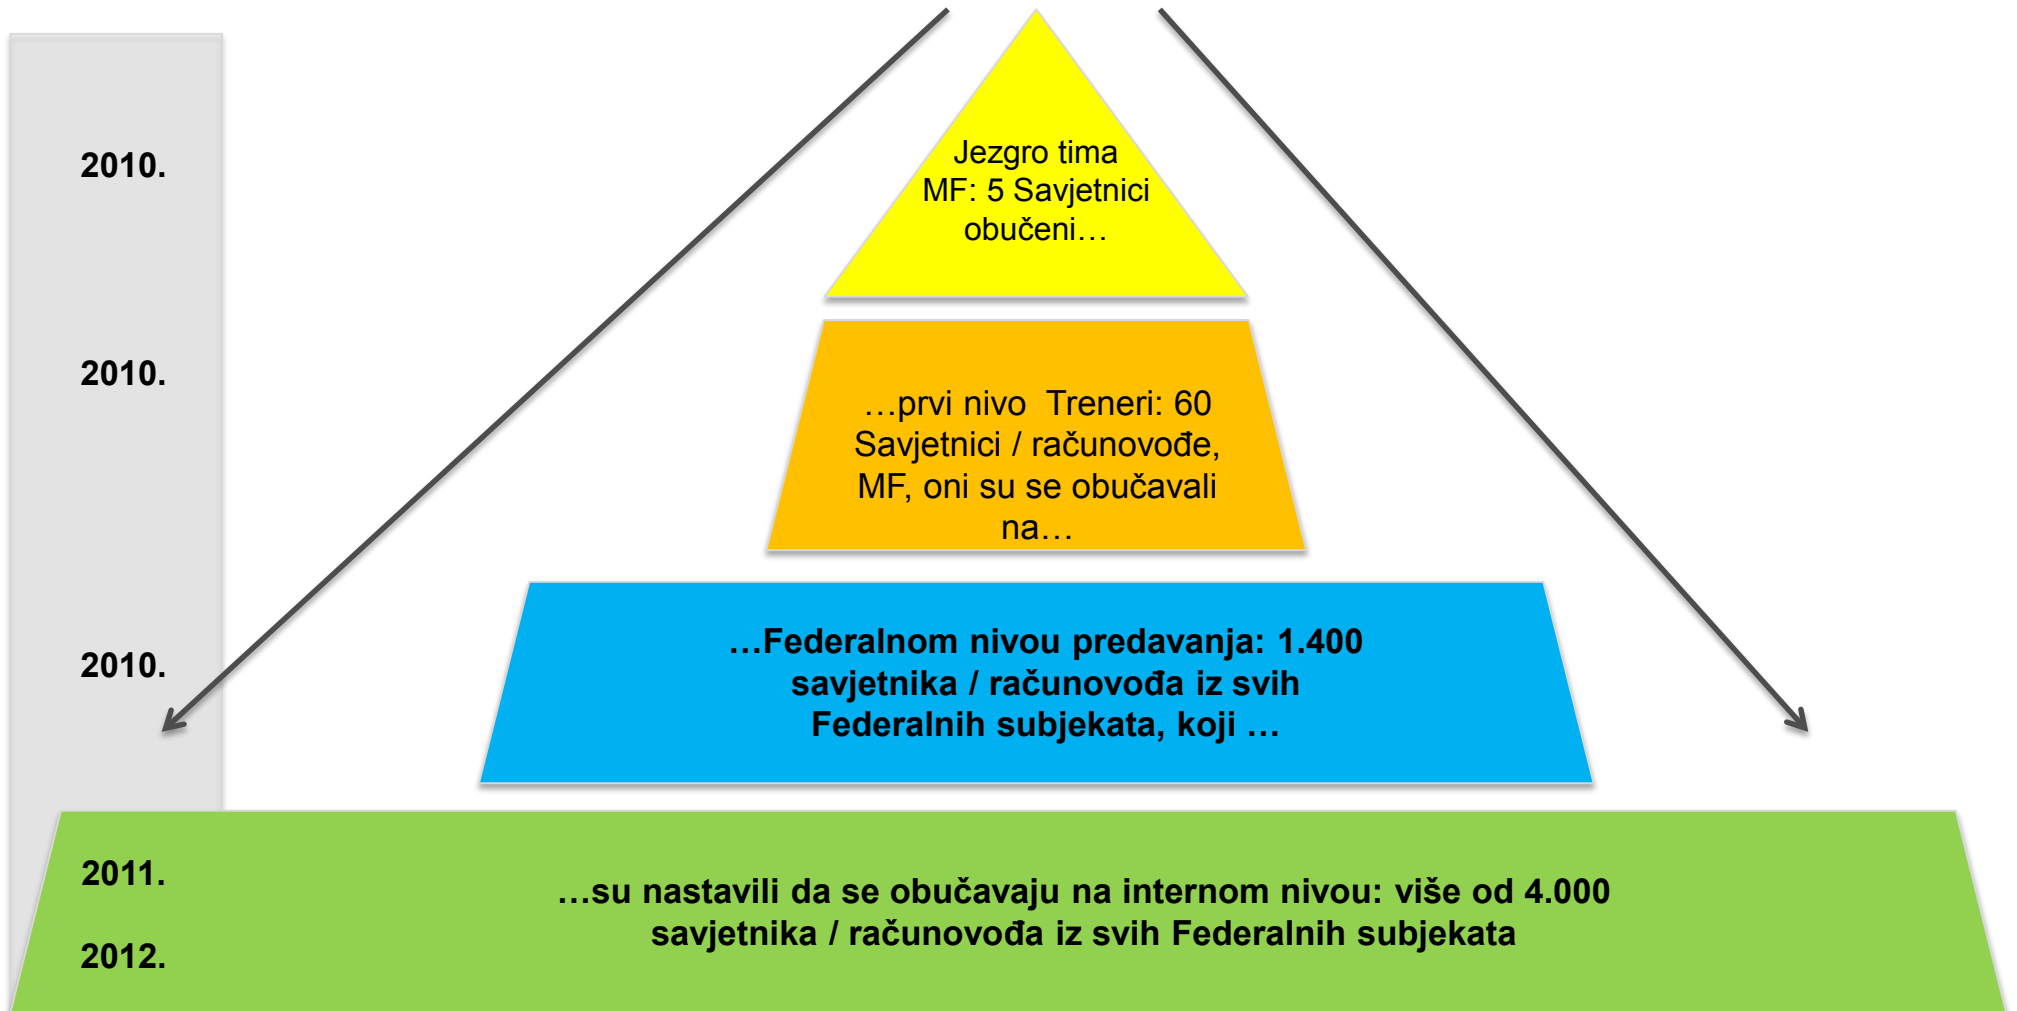 2010.
Jezgro tima
MF: 5 Savjetnici
obučeni…
2010.
…prvi nivo  Treneri: 60
Savjetnici / računovođe,
MF, oni su se obučavali
na…
2010.
…Federalnom nivou predavanja: 1.400
savjetnika / računovođa iz svih
Federalnih subjekata, koji …
2011.
2012.
…su nastavili da se obučavaju na internom nivou: više od 4.000
savjetnika / računovođa iz svih Federalnih subjekata